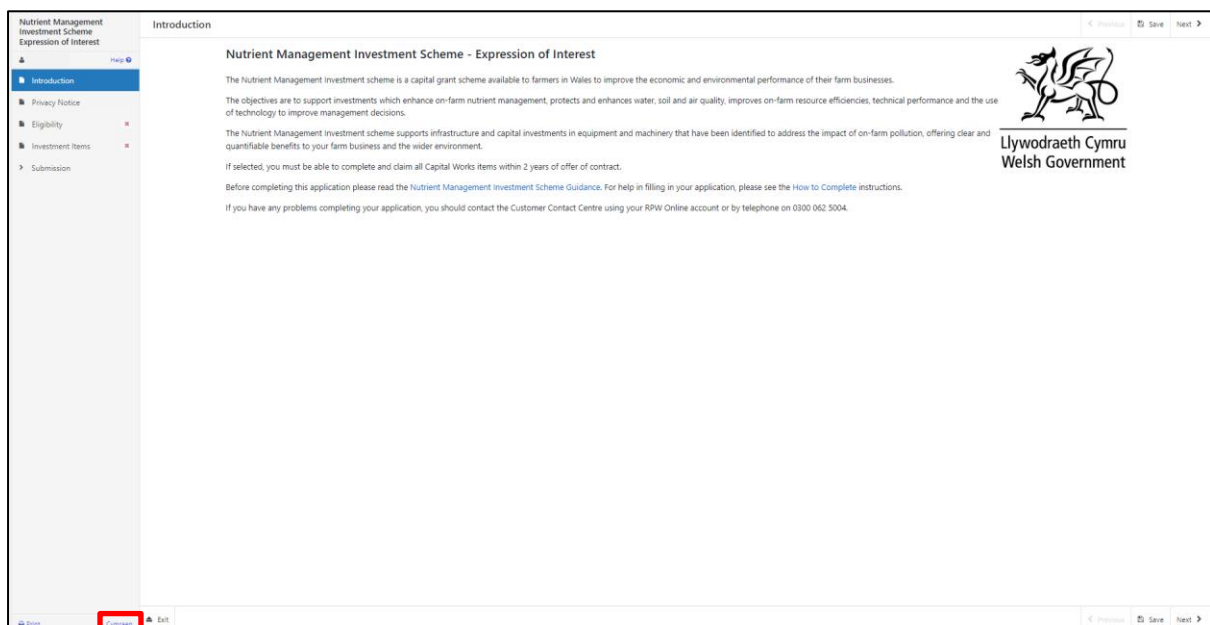 Nutrient Management
Investment Scheme
Expression of Interest
Help
Introduction
Privacy Notice
Eligibility
Investment Items
Submission
Introduction
Previous
Save
Next
Nutrient Management Investment Scheme - Expression of Interest
The Nutrient Management Investment scheme is a capital grant scheme available to farmers in Wales to improve the economic and environmental performance of their farm businesses.
The objectives are to support investments which enhance on-farm nutrient management, protects and enhances water, soil and air quality, improves on-farm resource efficiencies, technical performance and the use
of technology to improve management decisions.
The Nutrient Management Investment scheme supports infrastructure and capital investments in equipment and machinery that have been identified to address the impact of on-farm pollution, offering clear and
quantifiable benefits to your farm business and the wider environment.
If selected, you must be able to complete and claim all Capital Works items within 2 years of offer of contract.
Before completing this application please read the Nutrient Management Investment Scheme Guidance. For help in filling in your application, please see the How to Complete instructions.
If you have any problems completing your application, you should contact the Customer Contact Centre using your RPW Online account or by telephone on 0300 062 5004.
Llywodraeth Cymru
Welsh Government
Print
Cymraeg
Exit
Previous
Save
Next